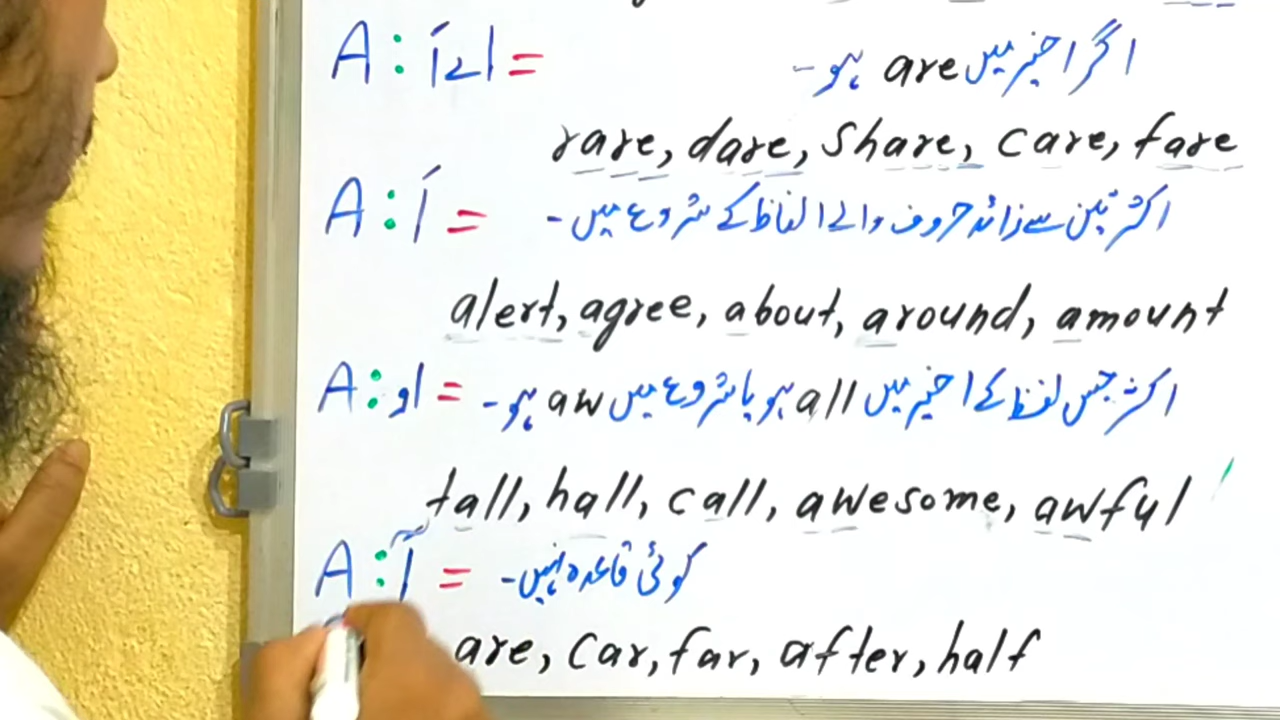 A : اَےاَ = اگر اخیر میں are ہو-
rare, dare, share, care, fare
A : اَ = اکثر تین سے زائد حروف والے الفاظ کے شروع میں-
alert, agree, about, around, amount
A : او = اکثر جس لفظ کے اخیر میں all ہو یا شروع میں aw ہو-
tall, hall, call, awesome, awful
A : آ = کوئی قاعدہ نہیں-
are, car, far, after, half